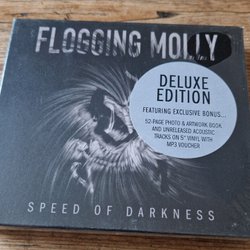 FLOGGING MOLLY
DELUXE
EDITION
FEATURING EXCLUSIVE BONUS...
52-PAGE PHOTO & ARTWORK BOOK
AND UNRELEASED ACOUSTIC
TRACKS ON 5" VINYL WITH
MP3 VOUCHER
SPEED OF DARKNESS